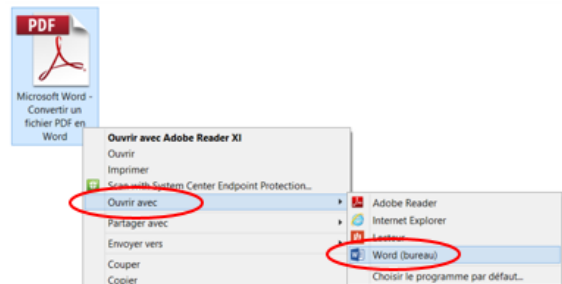 PDF
Microsoft Word -
Convertir un
fichier PDF en
Word
Ouvrir avec Adobe Reader XI
Ouvrir
Imprimer
Scan with System Center Endpoint Protection...
Ouvrir avec
Partager avec
Envoyer vers
Couper
Copier
Adobe Reader
Internet Explorer
Lecteur
Word (bureau)
Choisir le programme par défaut...